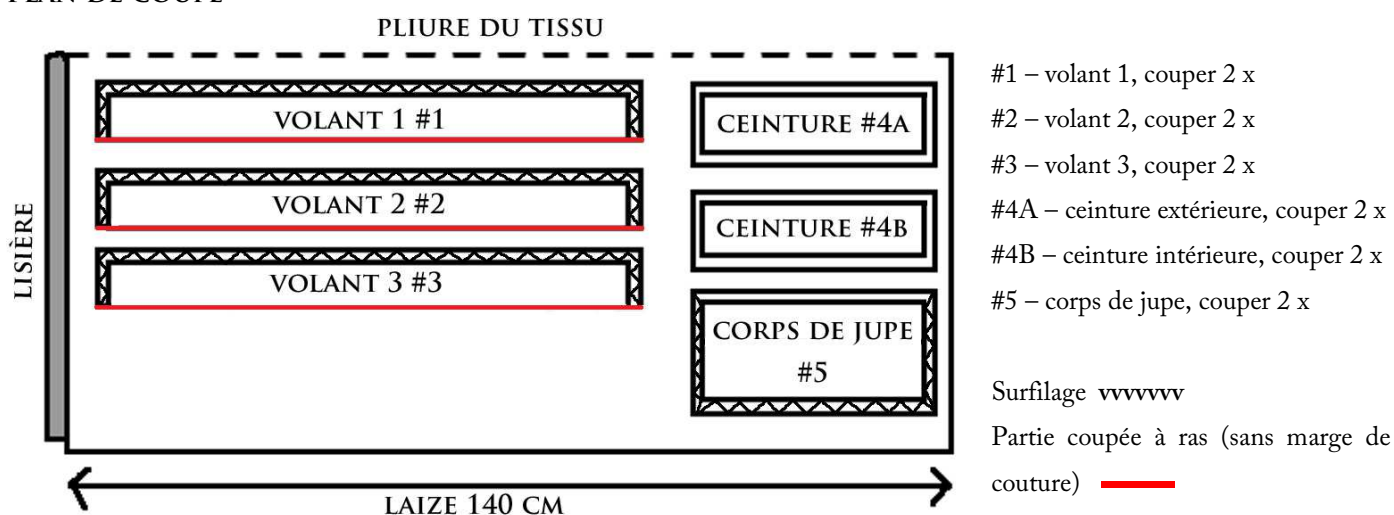 PLAN DE COUPE
PLIURE DU TISSU
LISIÈRE
VOLANT 1 #1
VOLANT 2 #2
VOLANT 3 #3
CEINTURE #4A
CEINTURE #4B
CORPS DE JUPE
#5
LAIZE 140 CM
#1 – volant 1, couper 2 x
#2 – volant 2, couper 2 x
#3 – volant 3, couper 2 x
#4A – ceinture extérieure, couper 2 x
#4B – ceinture intérieure, couper 2 x
#5 – corps de jupe, couper 2 x
Surfilage vvvvvvv
Partie coupée à ras (sans marge de
couture)